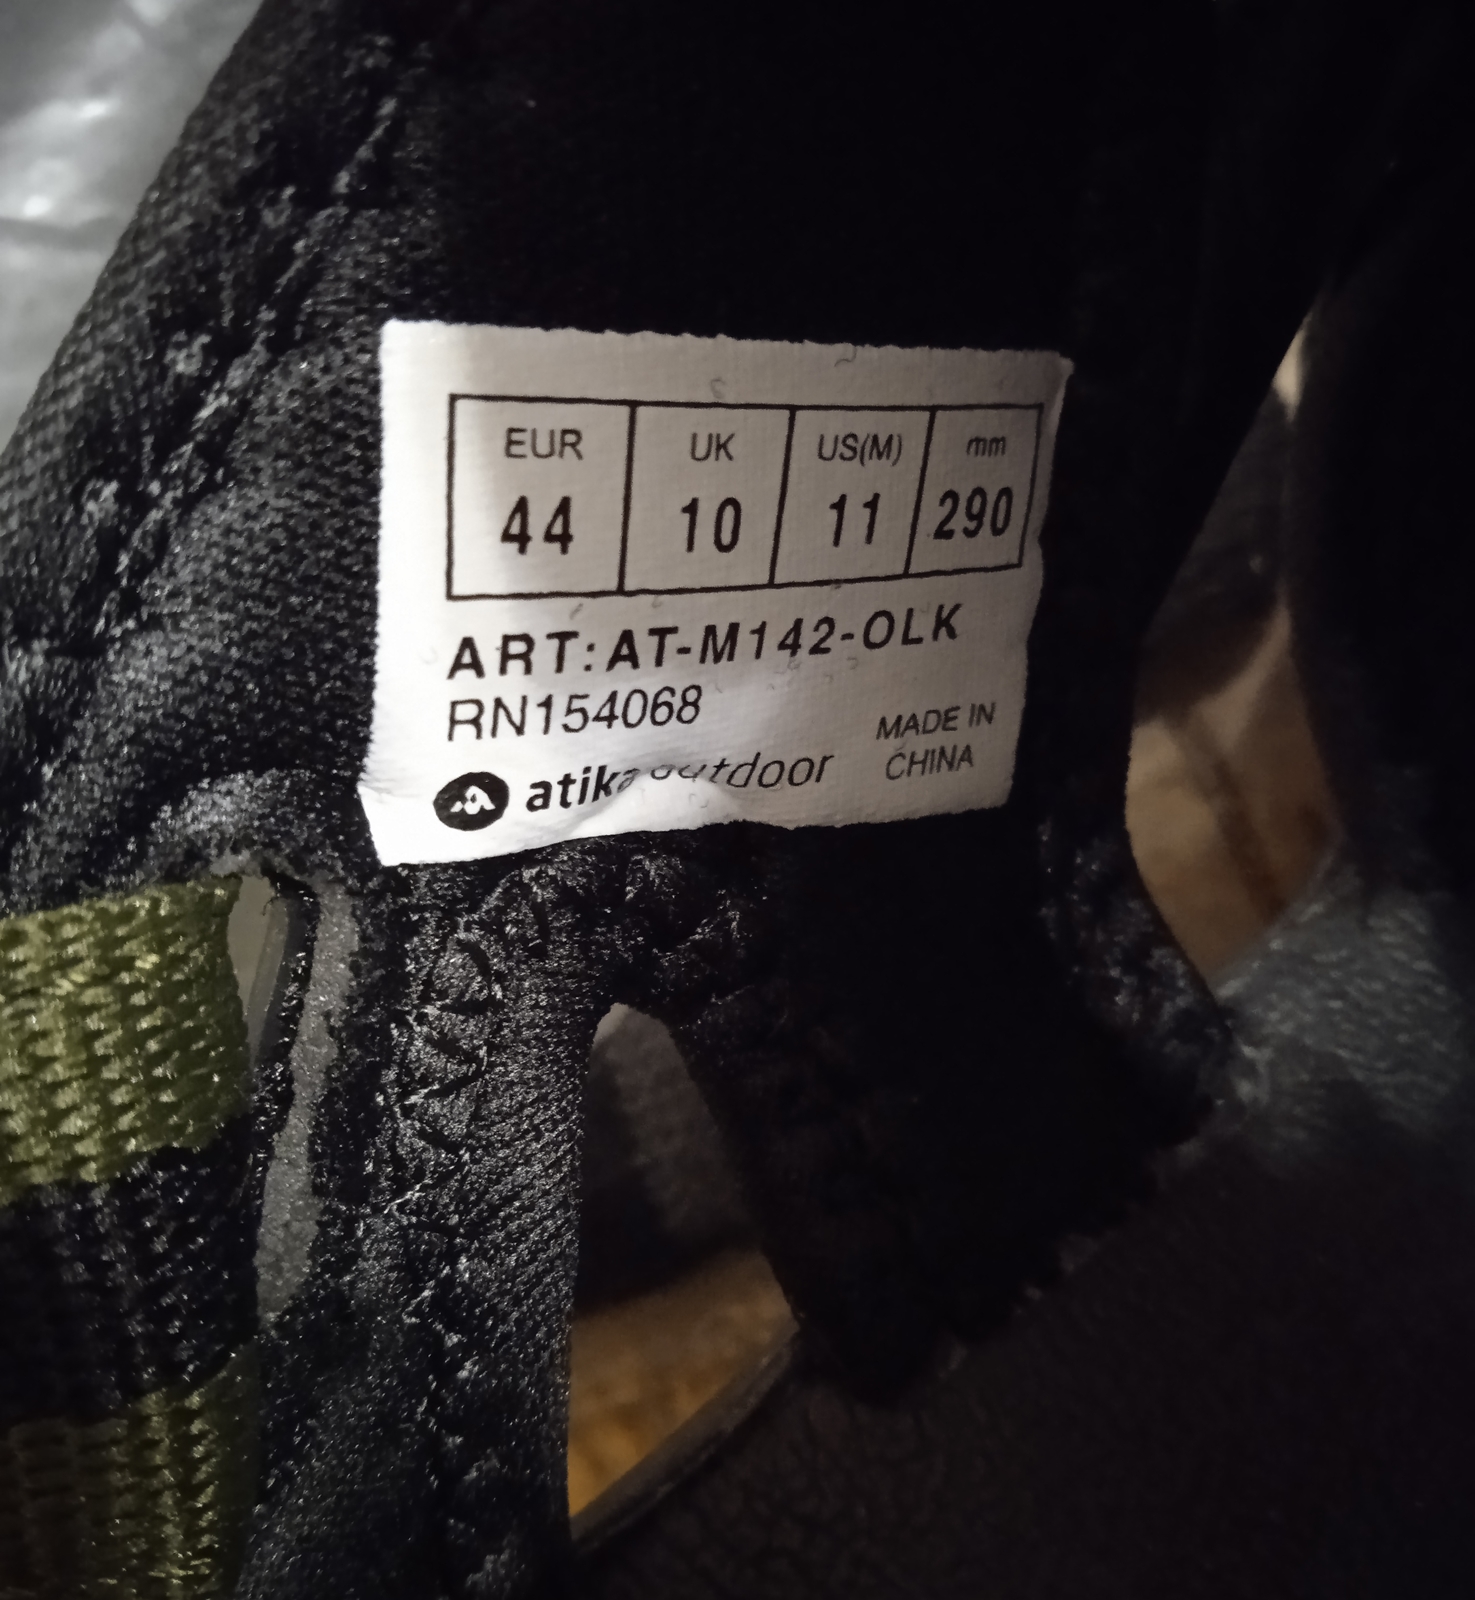 EUR UK US(M) mm
44 10 11 290
ART:AT-M142-OLK
RN154068
MADE IN
CHINA
atika outdoor